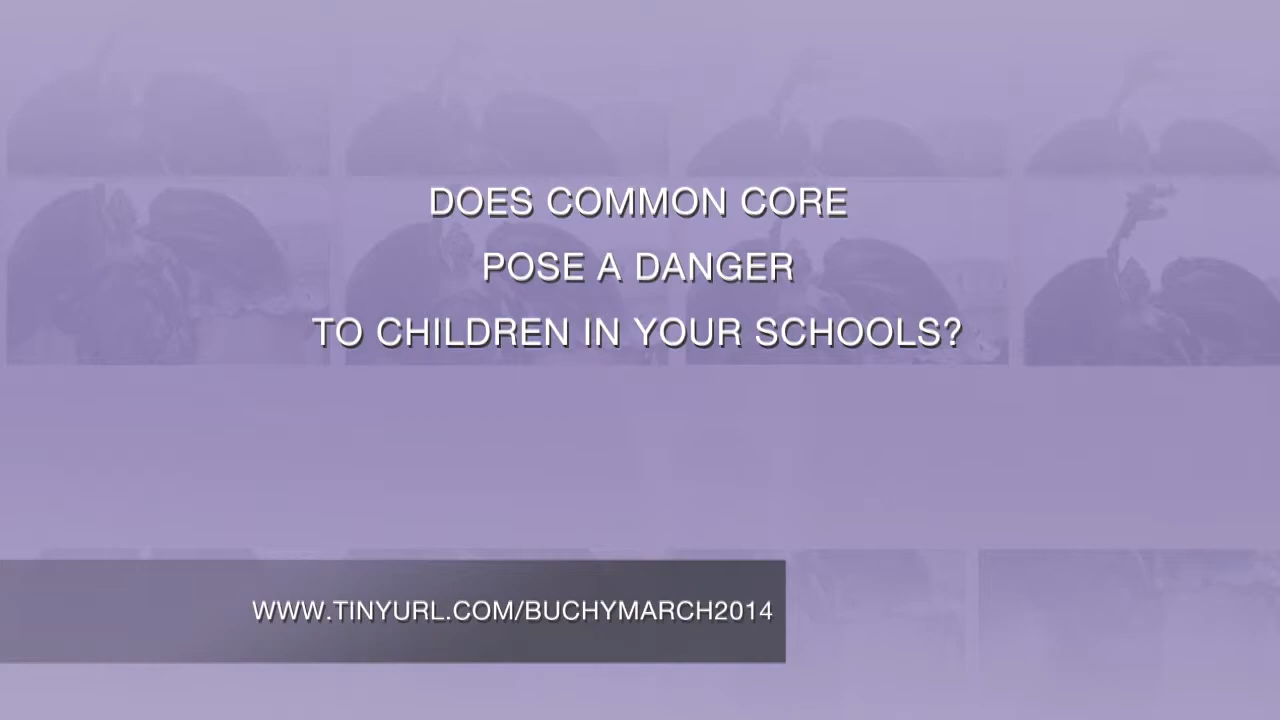 DOES COMMON CORE
POSE A DANGER
TO CHILDREN IN YOUR SCHOOLS?
WWW.TINYURL.COM/BUCHYMARCH2014